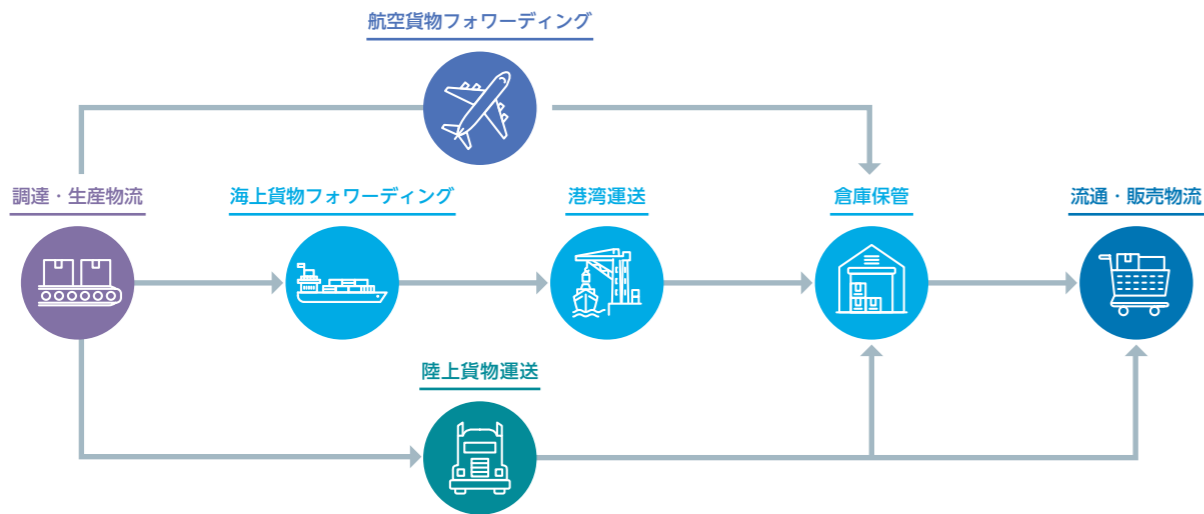 航空貨物フォワーディング
調達・生産物流
海上貨物フォワーディング
港湾運送
倉庫保管
流通・販売物流
陸上貨物運送